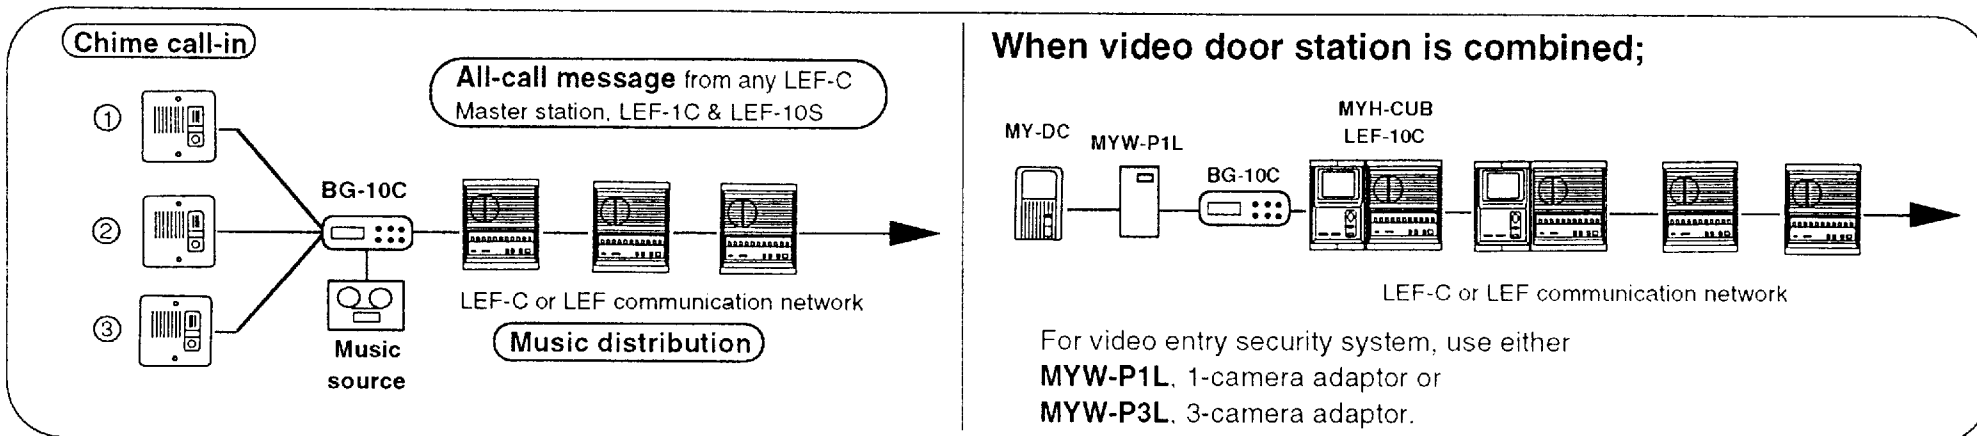 Chime call-in
All-call message from any LEF-C
Master station, LEF-1C & LEF-10S
①
②
③
BG-10C
Music
source
LEF-C or LEF communication network
Music distribution
When video door station is combined;
MY-DC
MYW-P1L
BG-10C
MYH-CUB
LEF-10C
LEF-C or LEF communication network
For video entry security system, use either
MYW-P1L, 1-camera adaptor or
MYW-P3L, 3-camera adaptor.